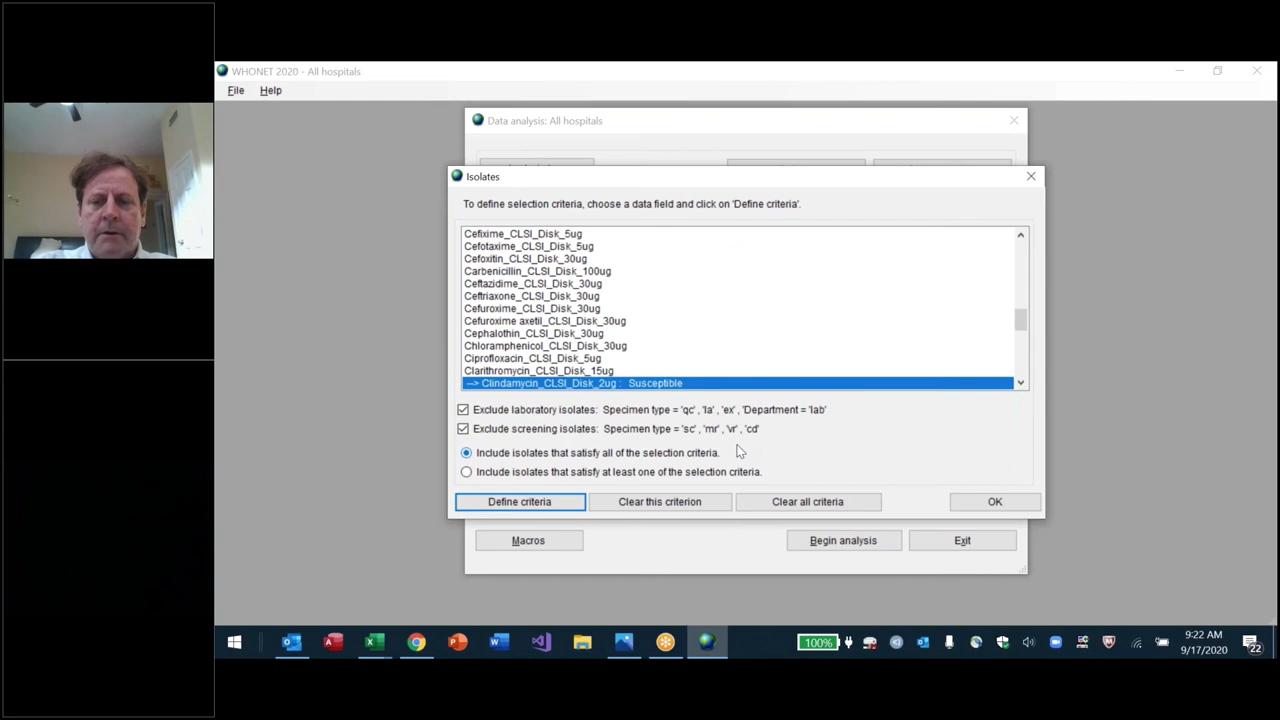 WHONET 2020 - All hospitals
File Help
Data analysis: All hospitals
Isolates
To define selection criteria, choose a data field and click on 'Define criteria'.
Cefixime_CLSI_Disk_5ug
Cefotaxime_CLSI_Disk_5ug
Cefoxitin_CLSI_Disk_30ug
Carbenicillin_CLSI_Disk_100ug
Ceftazidime_CLSI_Disk_30ug
Ceftriaxone_CLSI_Disk_30ug
Cefuroxime_CLSI_Disk_30ug
Cefuroxime axetil_CLSI_Disk_30ug
Cephalothin_CLSI_Disk_30ug
Chloramphenicol_CLSI_Disk_30ug
Ciprofloxacin_CLSI_Disk_5ug
Clarithromycin_CLSI_Disk_15ug
--> Clindamycin_CLSI_Disk_2ug : Susceptible
Exclude laboratory isolates: Specimen type = 'qc' , 'la' , 'ex' , 'Department = 'lab'
Exclude screening isolates: Specimen type = 'sc' , 'mr' , 'vr' , 'cd'
Include isolates that satisfy all of the selection criteria.
Include isolates that satisfy at least one of the selection criteria.
Define criteria Clear this criterion Clear all criteria OK
Macros Begin analysis Exit
100%
9:22 AM
9/17/2020
22